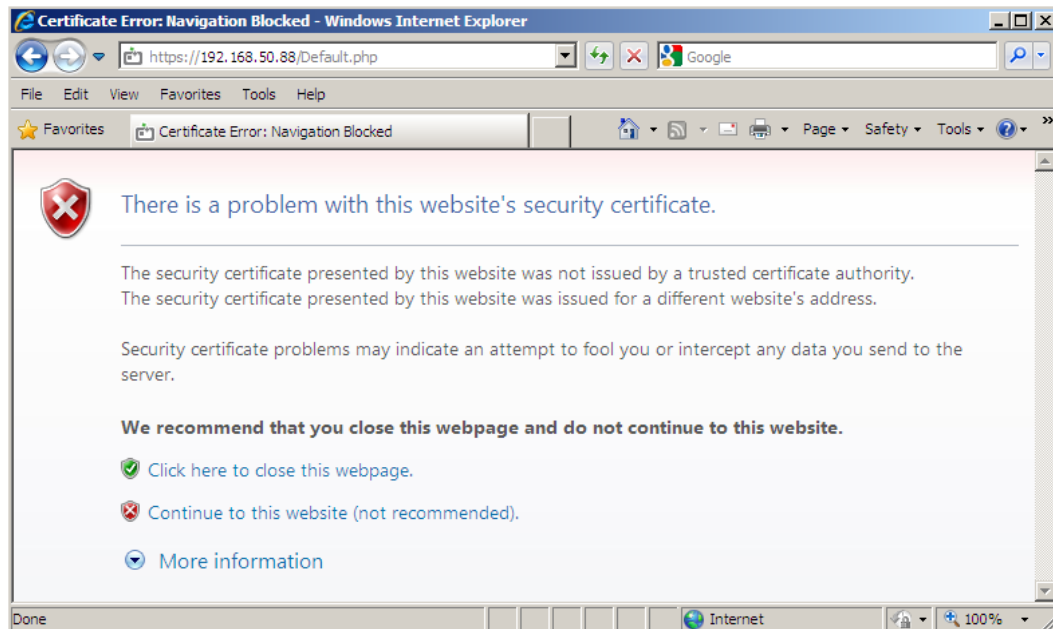 Certificate Error: Navigation Blocked - Windows Internet Explorer
https://192.168.50.88/Default.php
Google
File Edit View Favorites Tools Help
Favorites
Certificate Error: Navigation Blocked
Page
Safety
Tools
»
There is a problem with this website's security certificate.
The security certificate presented by this website was not issued by a trusted certificate authority.
The security certificate presented by this website was issued for a different website's address.
Security certificate problems may indicate an attempt to fool you or intercept any data you send to the
server.
We recommend that you close this webpage and do not continue to this website.
Click here to close this webpage.
Continue to this website (not recommended).
More information
Done
Internet
100%